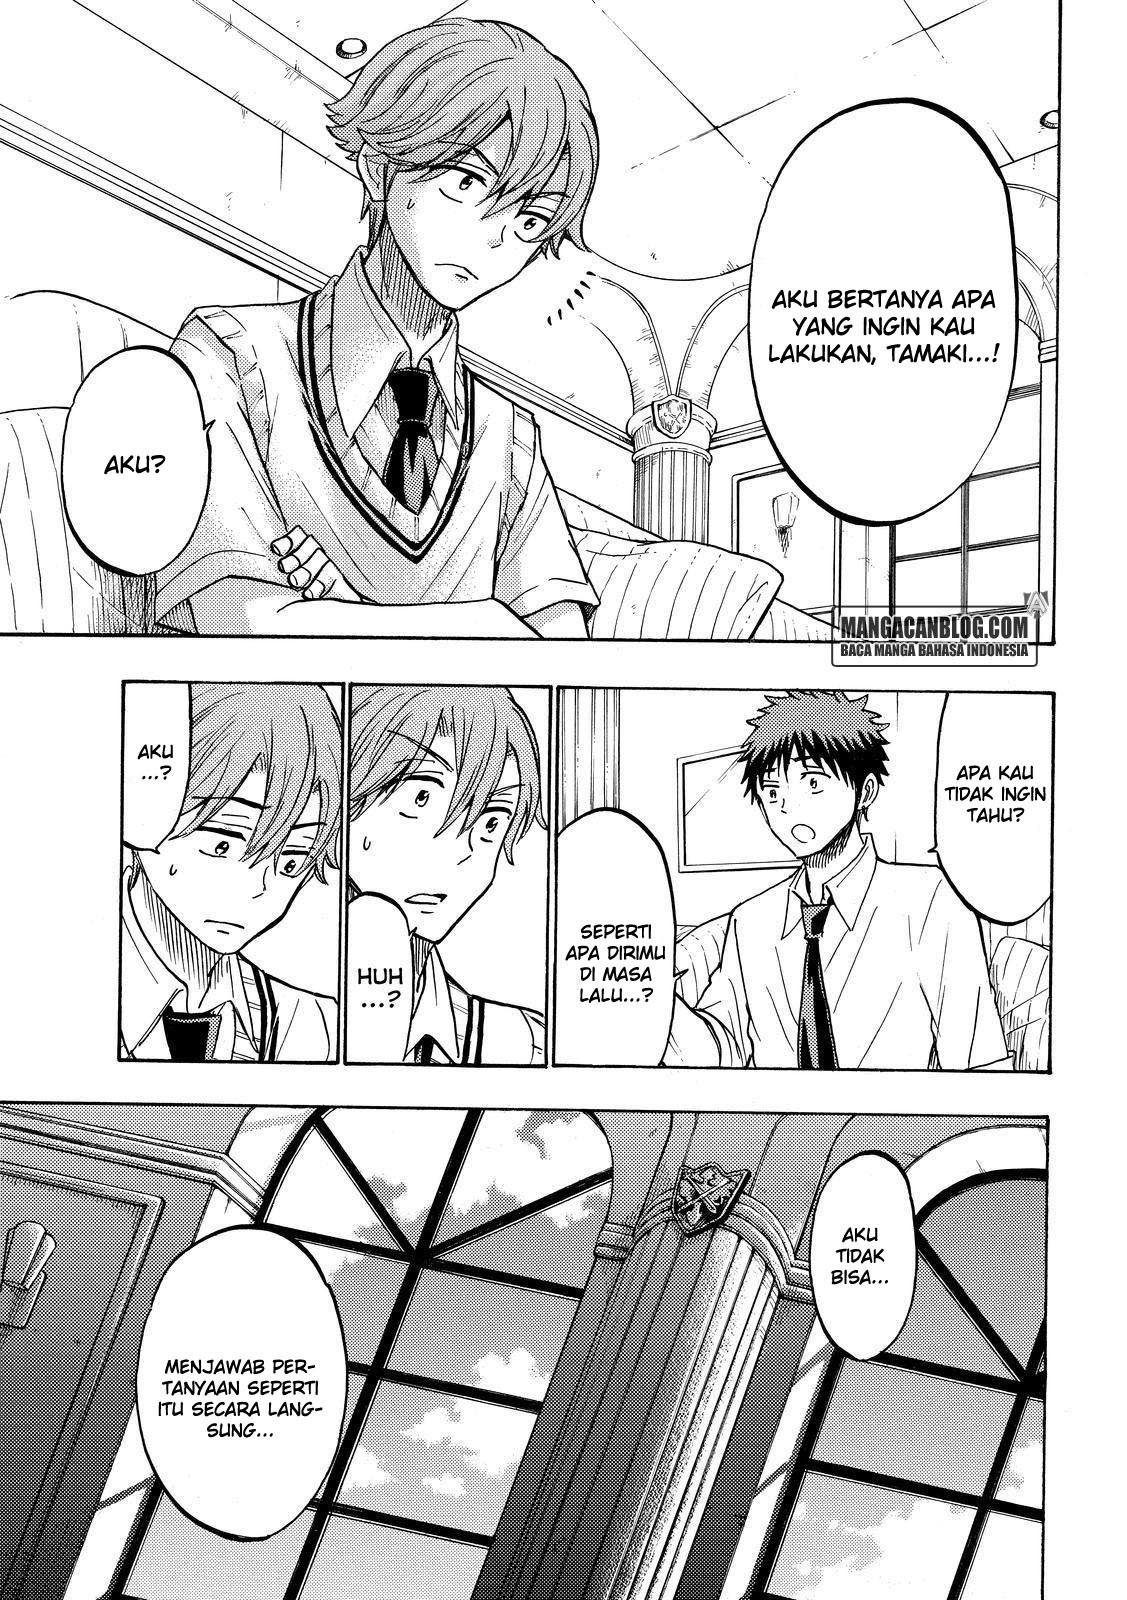 AKU BERTANYA APA
YANG INGIN KAU
LAKUKAN, TAMAKI...!
AKU?
MANGACANBLOG.COM
BACA MANGA BAHASA INDONESIA
APA KAU
TIDAK INGIN
TAHU?
SEPERTI
APA DIRIMU
DI MASA
LALU...?
HUH
...?
AKU
...?
AKU
TIDAK
BISA...
MENJAWAB PER-
TANYAAN SEPERTI
ITU SECARA LANG-
SUNG...